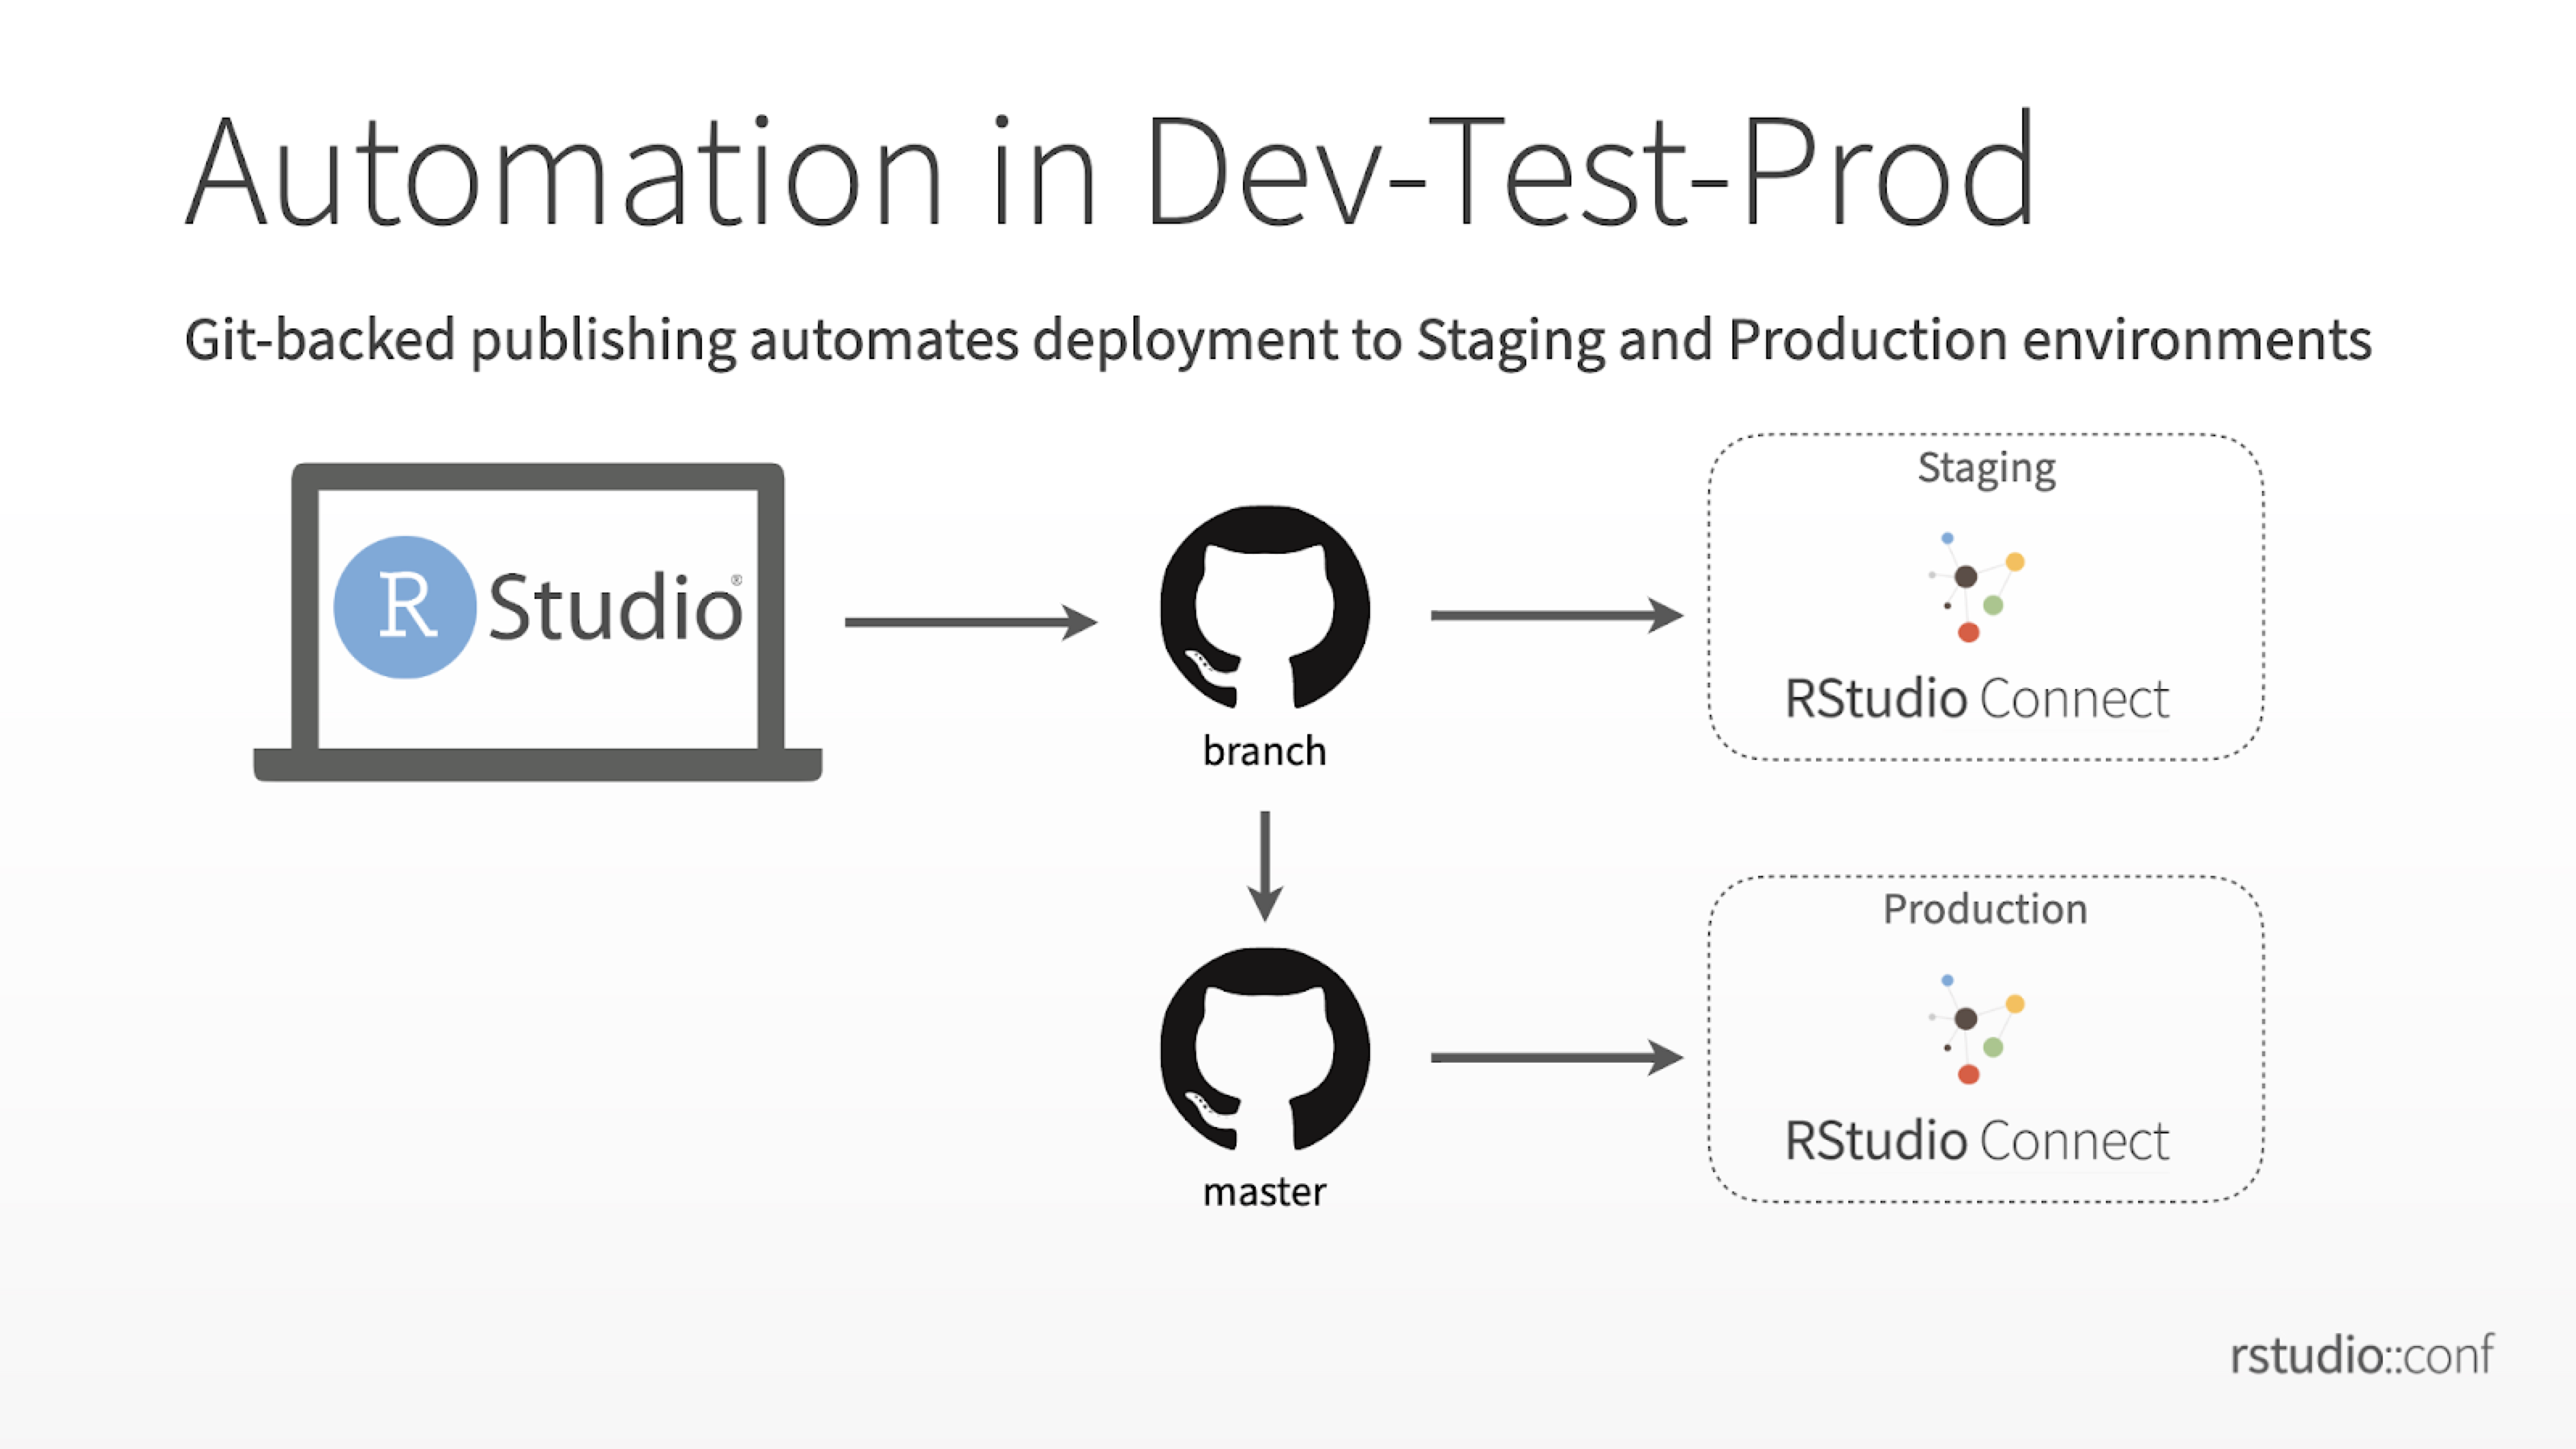 Automation in Dev-Test-Prod
Git-backed publishing automates deployment to Staging and Production environments
R Studio®
branch
Staging
RStudio Connect
master
Production
RStudio Connect
rstudio::conf